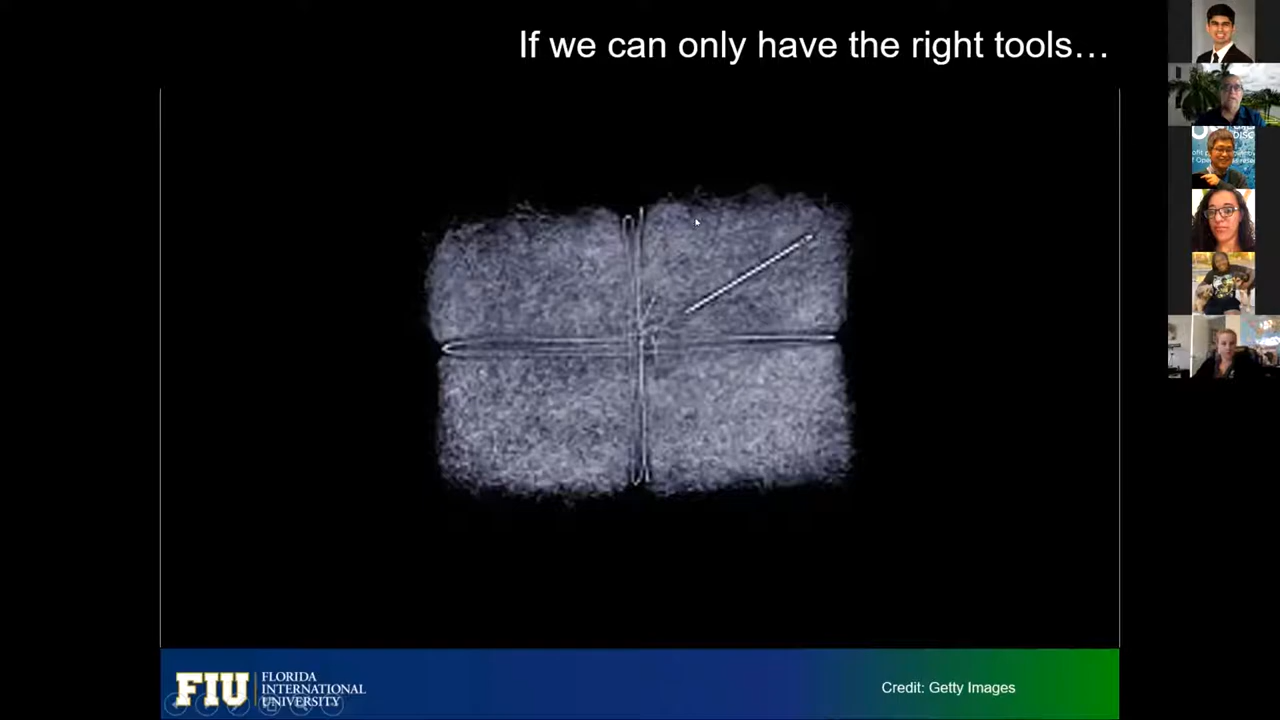 If we can only have the right tools...
FIU
FLORIDA
INTERNATIONAL
UNIVERSITY
Credit: Getty Images